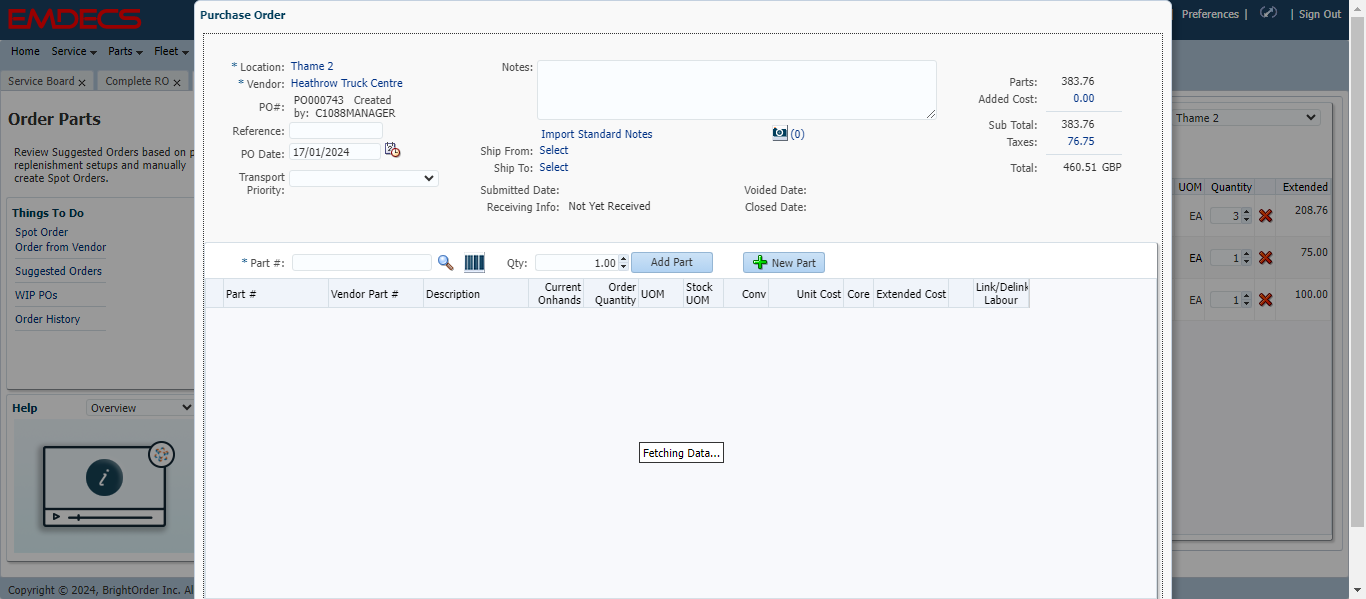 EMDECS
Preferences | | Sign Out
Home Service Parts Fleet
Service Board x Complete RO x
Order Parts
Review Suggested Orders based on
replenishment setups and manually
create Spot Orders.
Things To Do
Spot Order
Order from Vendor
Suggested Orders
WIP POs
Order History
Help Overview
i
Copyright © 2024, BrightOrder Inc.
Purchase Order
* Location: Thame 2
* Vendor: Heathrow Truck Centre
PO#: PO000743 Created
by: C1088MANAGER
Reference:
PO Date: 17/01/2024
Transport
Priority:
Notes:
Import Standard Notes (0)
Ship From: Select
Ship To: Select
Submitted Date: Voided Date:
Receiving Info: Not Yet Received Closed Date:
Parts: 383.76
Added Cost: 0.00
Sub Total: 383.76
Taxes: 76.75
Total: 460.51 GBP
* Part #: Qty: 1.00 Add Part New Part
Part # Vendor Part # Description Current Onhands Order Quantity UOM Stock UOM Conv Unit Cost Core Extended Cost Link/Delink Labour
Fetching Data...
Thame 2
UOM Quantity Extended
EA 3 208.76
EA 1 75.00
EA 1 100.00